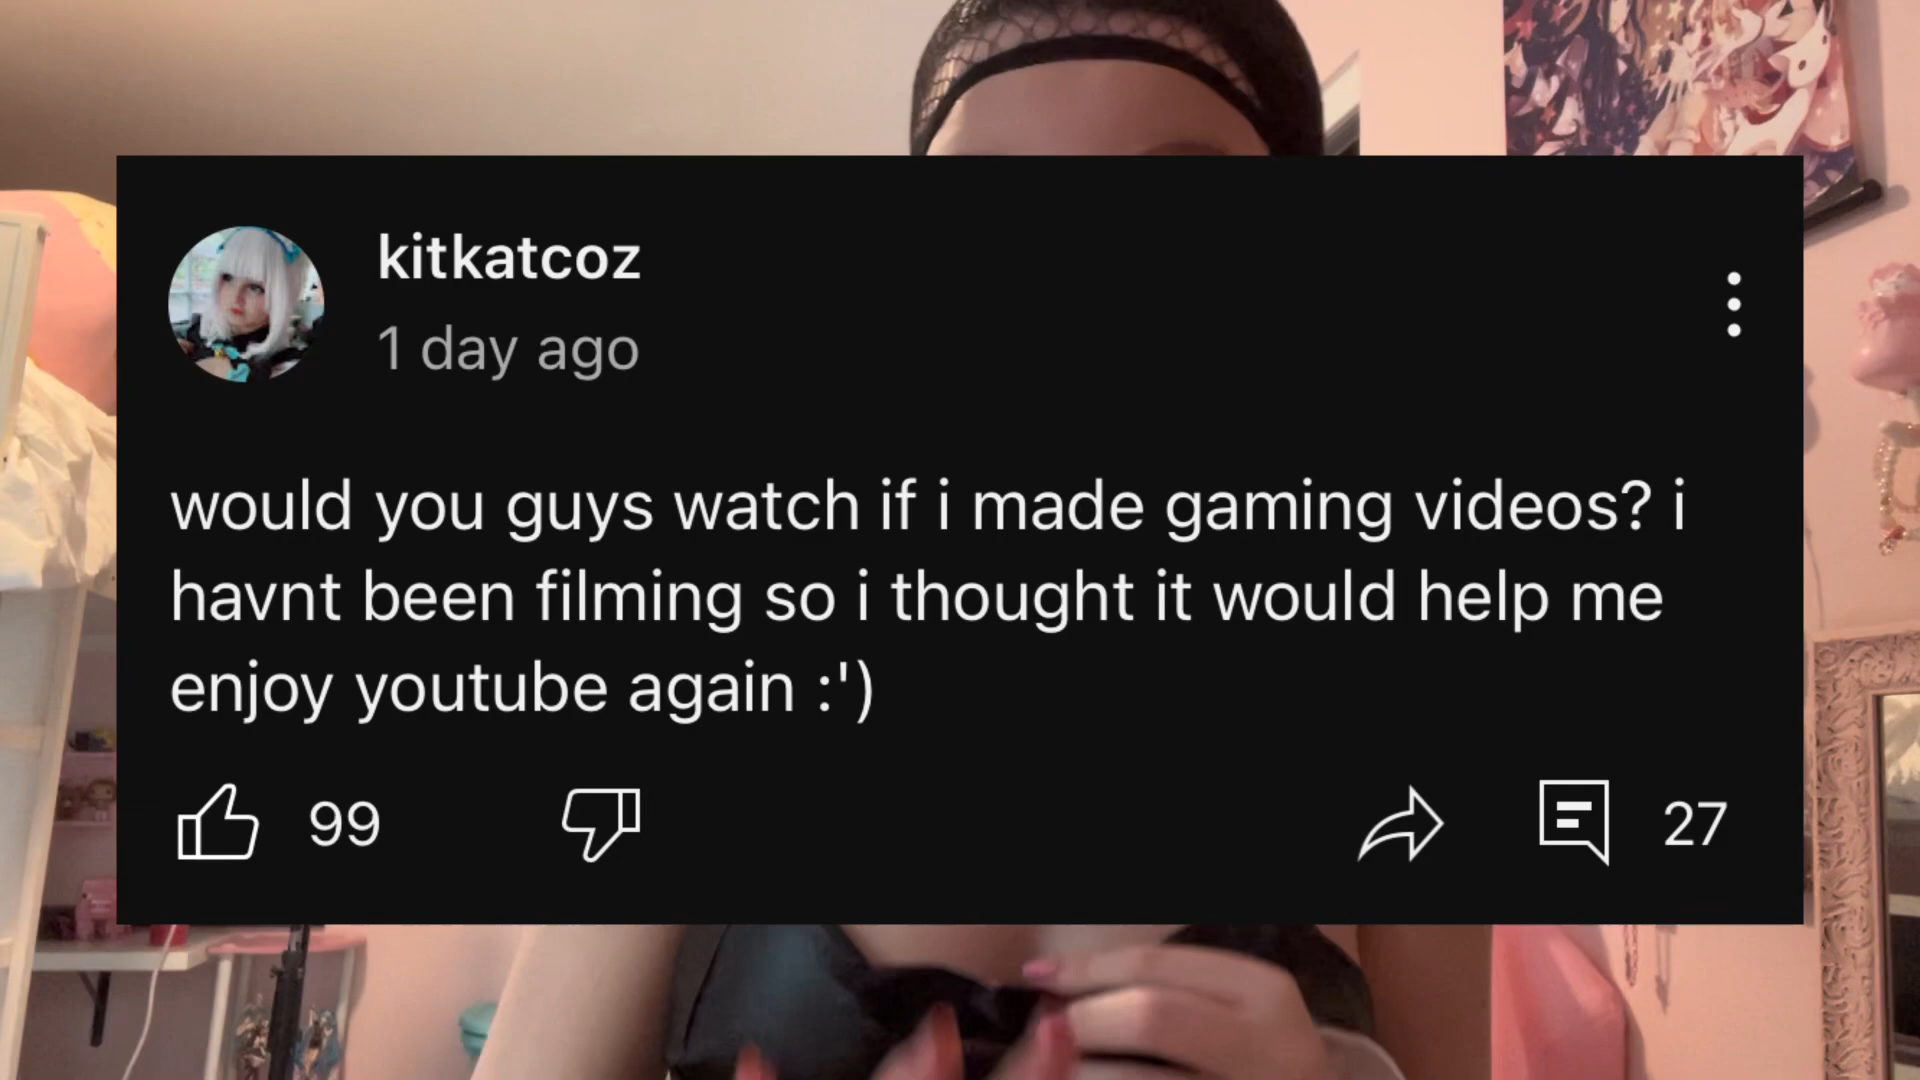 kitkatcoz
1 day ago
would you guys watch if i made gaming videos? i
havnt been filming so i thought it would help me
enjoy youtube again :')
99
27